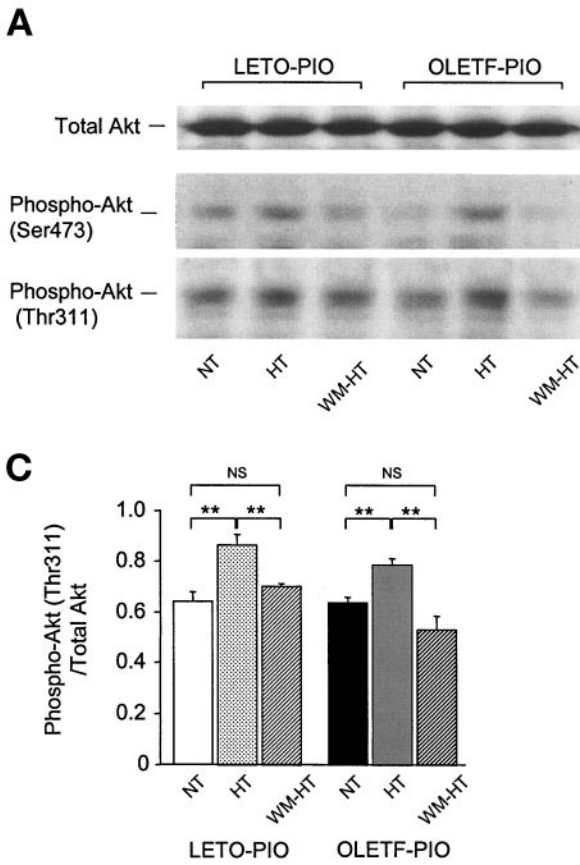 A
LETO-PIO OLETF-PIO
Total Akt
Phospho-Akt
(Ser473)
Phospho-Akt
(Thr311)
NT HT WM-HT NT HT WM-HT
C
NS NS
** ** ** **
Phospho-Akt (Thr311)
/Total Akt
1.0
0.8
0.6
0.4
0.2
0
NT HT WM-HT NT HT WM-HT
LETO-PIO OLETF-PIO